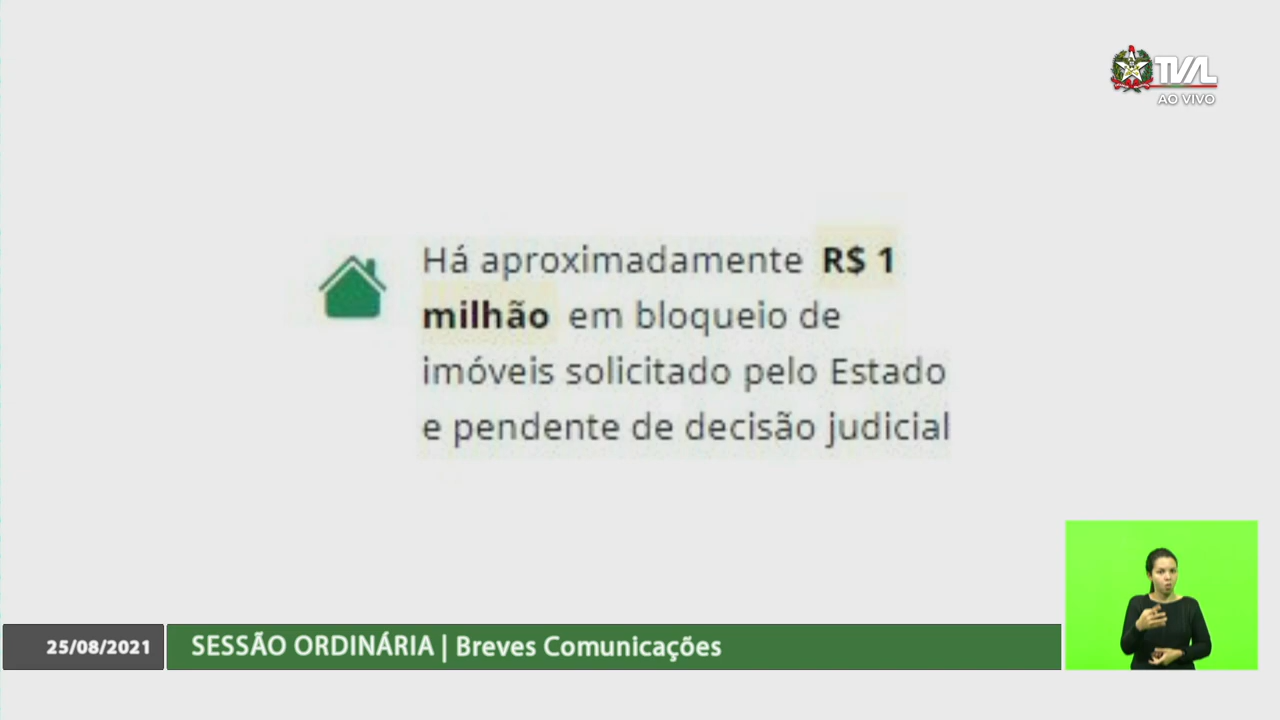 TVAL
AO VIVO
Há aproximadamente R$ 1
milhão em bloqueio de
imóveis solicitado pelo Estado
e pendente de decisão judicial
25/08/2021
SESSÃO ORDINÁRIA | Breves Comunicações